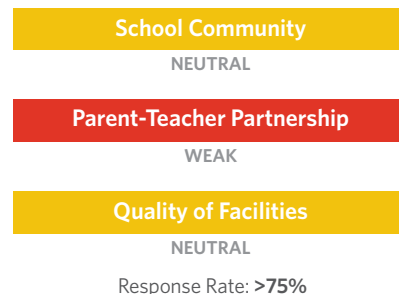 School Community
NEUTRAL
Parent-Teacher Partnership
WEAK
Quality of Facilities
NEUTRAL
Response Rate: >75%